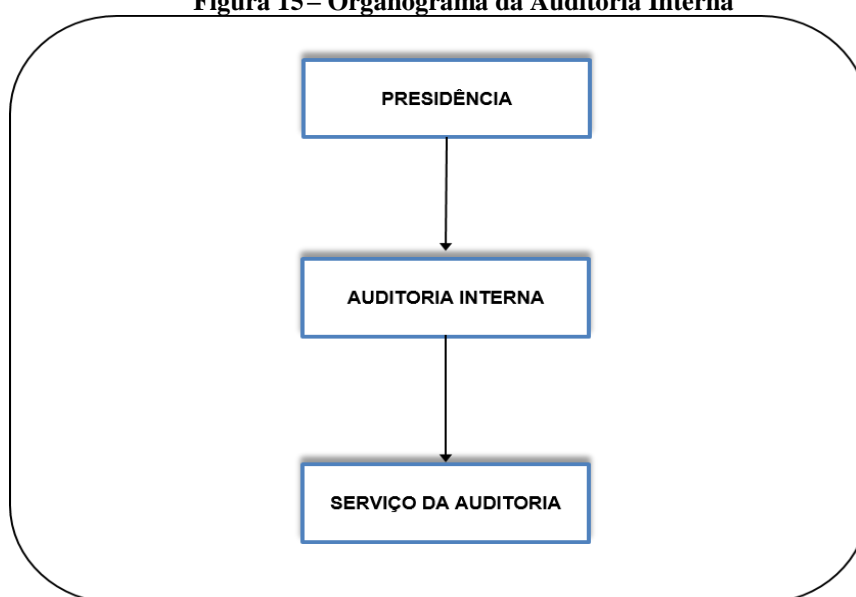 Figura 15 – Organograma da Auditoria Interna
PRESIDÊNCIA
AUDITORIA INTERNA
SERVIÇO DA AUDITORIA